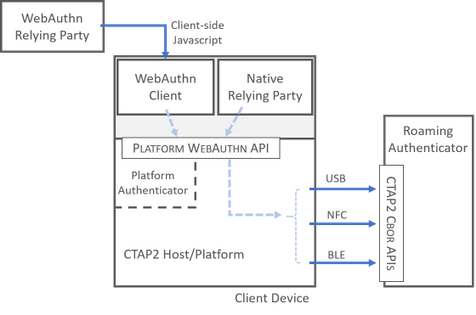 WebAuthn
Relying Party
Client-side
Javascript
WebAuthn
Client
Native
Relying Party
PLATFORM WEBAUTHN API
Platform
Authenticator
CTAP2 Host/Platform
Client Device
USB
NFC
BLE
Roaming
Authenticator
CTAP2 CBOR APIs